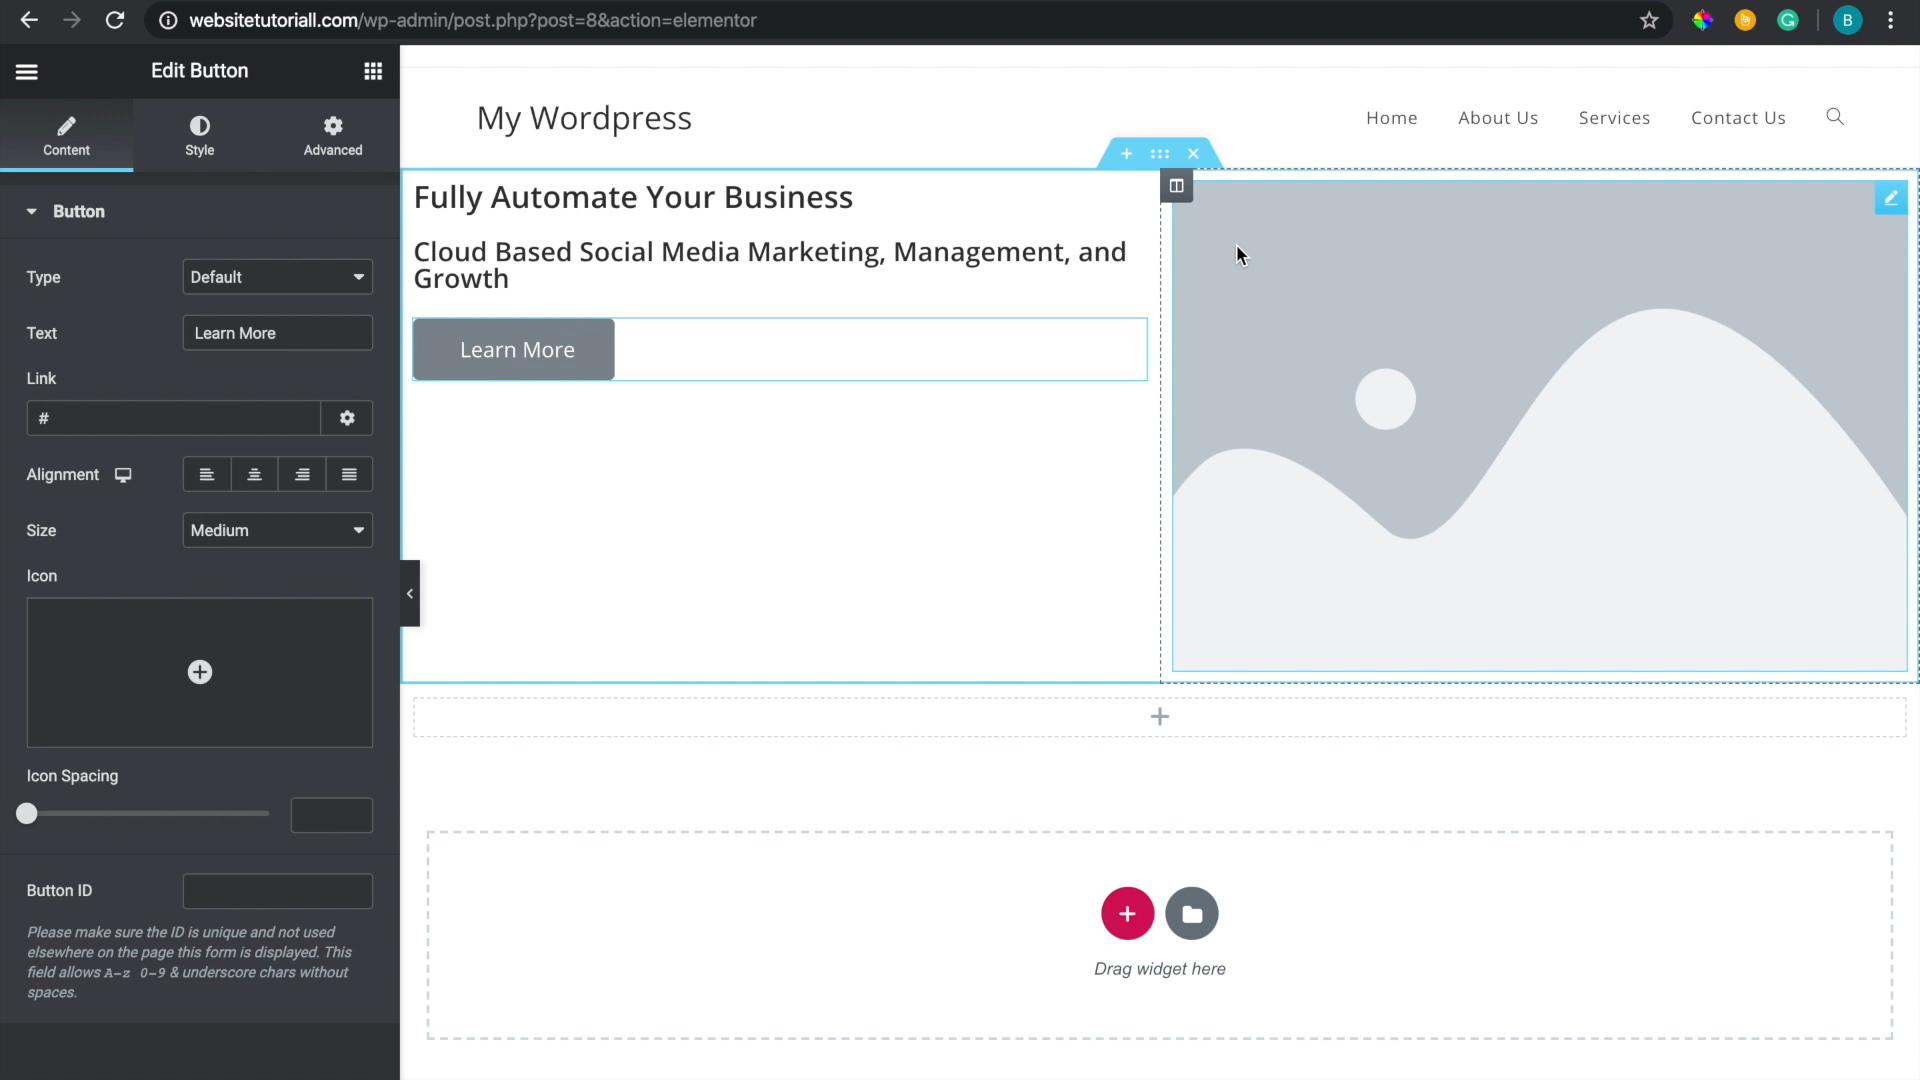 websitetutoriall.com/wp-admin/post.php?post=8&action=elementor
B
Edit Button
Content
Style
Advanced
Button
Type
Default
Text
Learn More
Link
#
Alignment
Size
Medium
Icon
Icon Spacing
Button ID
Please make sure the ID is unique and not used
elsewhere on the page this form is displayed. This
field allows A-z 0-9 & underscore chars without
spaces.
My Wordpress
Home
About Us
Services
Contact Us
Fully Automate Your Business
Cloud Based Social Media Marketing, Management, and
Growth
Learn More
Drag widget here